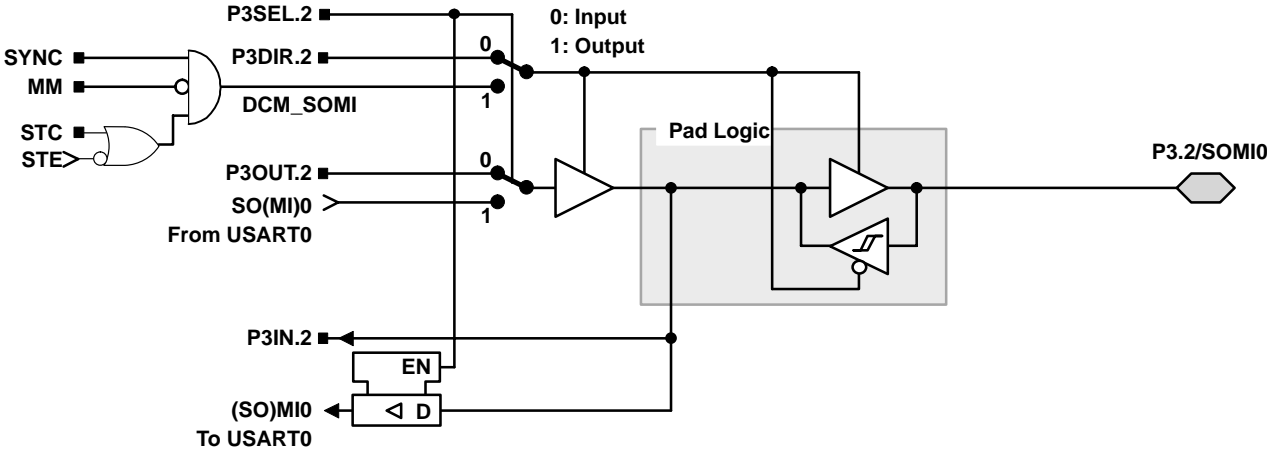 P3SEL.2
0: Input
1: Output
SYNC
P3DIR.2
0
MM
DCM_SOMI
1
STC
Pad Logic
STE
P3.2/SOMI0
P3OUT.2
0
SO(MI)0
1
From USART0
P3IN.2
EN
(SO)MI0
D
To USART0